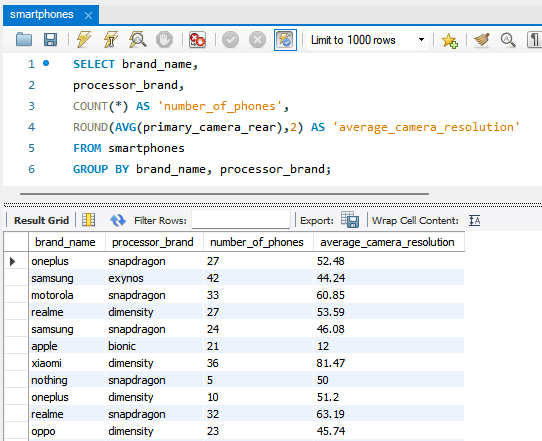 smartphones
Limit to 1000 rows
1 SELECT brand_name,
2 processor_brand,
3 COUNT(*) AS 'number_of_phones',
4 ROUND(AVG(primary_camera_rear),2) AS 'average_camera_resolution'
5 FROM smartphones
6 GROUP BY brand_name, processor_brand;
Result Grid Filter Rows: Export: Wrap Cell Content:
brand_name processor_brand number_of_phones average_camera_resolution
oneplus snapdragon 27 52.48
samsung exynos 42 44.24
motorola snapdragon 33 60.85
realme dimensity 27 53.59
samsung snapdragon 24 46.08
apple bionic 21 12
xiaomi dimensity 36 81.47
nothing snapdragon 5 50
oneplus dimensity 10 51.2
realme snapdragon 32 63.19
oppo dimensity 23 45.74